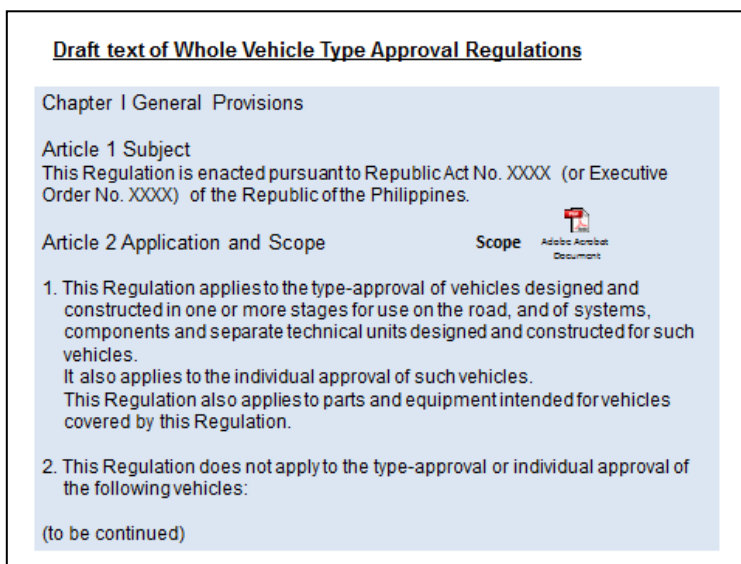 Draft text of Whole Vehicle Type Approval Regulations
Chapter I General Provisions
Article 1 Subject
This Regulation is enacted pursuant to Republic Act No. XXXX (or Executive
Order No. XXXX) of the Republic of the Philippines.
Article 2 Application and Scope
Scope
Adobe Acrobat
Document
1. This Regulation applies to the type-approval of vehicles designed and
constructed in one or more stages for use on the road, and of systems,
components and separate technical units designed and constructed for such
vehicles.
It also applies to the individual approval of such vehicles.
This Regulation also applies to parts and equipment intended for vehicles
covered by this Regulation.
2. This Regulation does not apply to the type-approval or individual approval of
the following vehicles:
(to be continued)